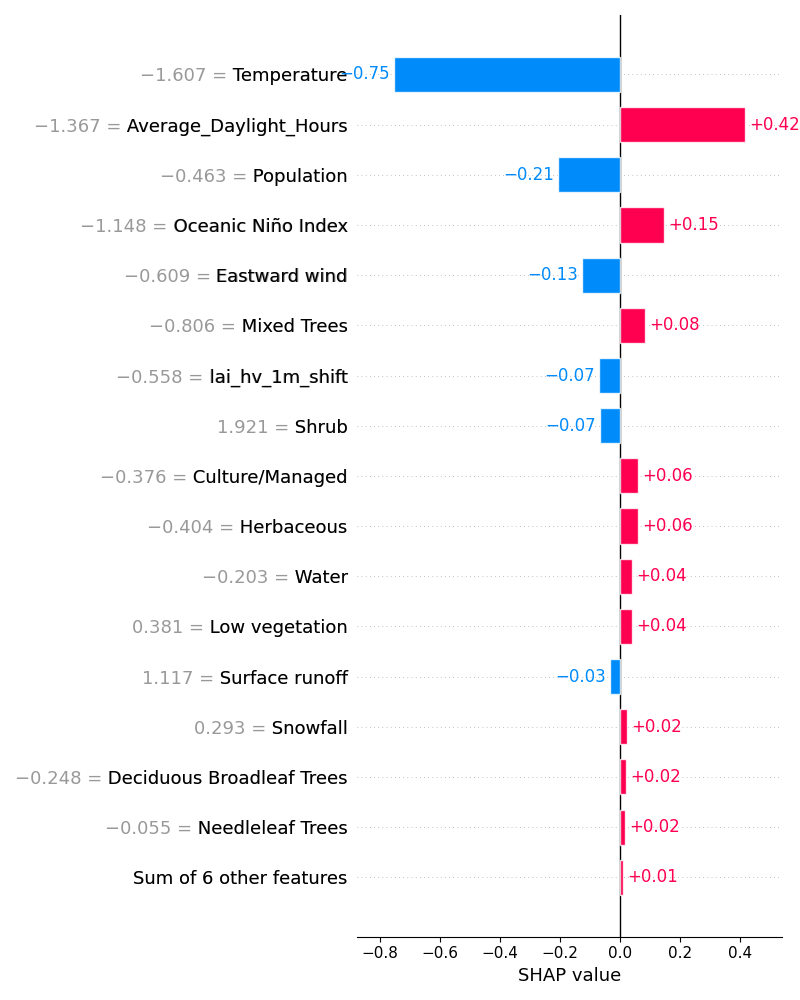 −1.607 = Temperature −0.75
−1.367 = Average_Daylight_Hours +0.42
−0.463 = Population −0.21
−1.148 = Oceanic Niño Index +0.15
−0.609 = Eastward wind −0.13
−0.806 = Mixed Trees +0.08
−0.558 = lai_hv_1m_shift −0.07
1.921 = Shrub −0.07
−0.376 = Culture/Managed +0.06
−0.404 = Herbaceous +0.06
−0.203 = Water +0.04
0.381 = Low vegetation +0.04
1.117 = Surface runoff −0.03
0.293 = Snowfall +0.02
−0.248 = Deciduous Broadleaf Trees +0.02
−0.055 = Needleleaf Trees +0.02
Sum of 6 other features +0.01
−0.8 −0.6 −0.4 −0.2 0.0 0.2 0.4
SHAP value